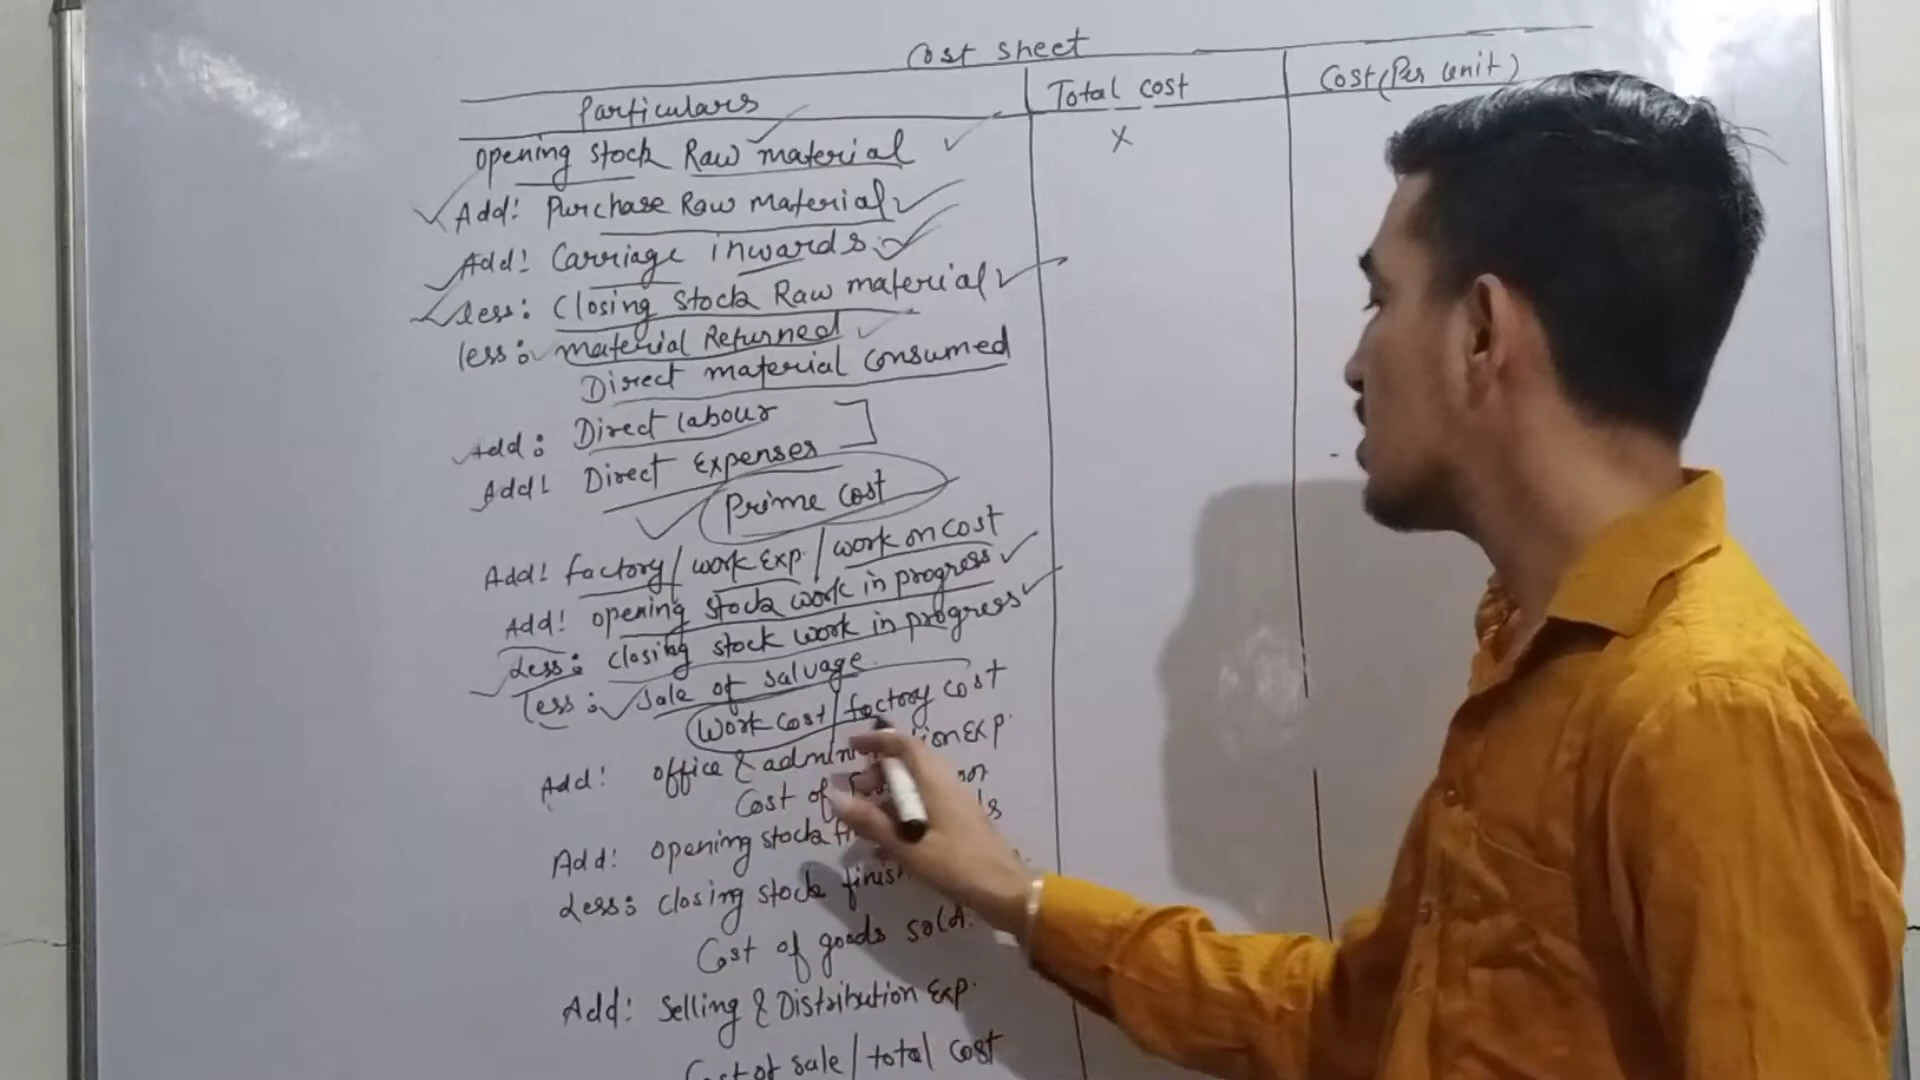 Cost sheet
Particulars Total cost Cost (Per unit)
opening stock Raw material X
Add: Purchase Raw material
Add: Carriage inwards
less: Closing stock Raw material
less: material Returned
Direct material Consumed
Add: Direct labour
Add: Direct Expenses
Prime cost
Add: factory / work Exp. / work on cost
Add: opening stock work in progress
Less: closing stock work in progress
less: Sale of salvage
Work cost / factory cost
Add: office & Exp.
Cost of
Add: opening stock
Less: closing stock
Cost of goods sold.
Add: Selling & Distribution Exp.
Cost of sale / total cost